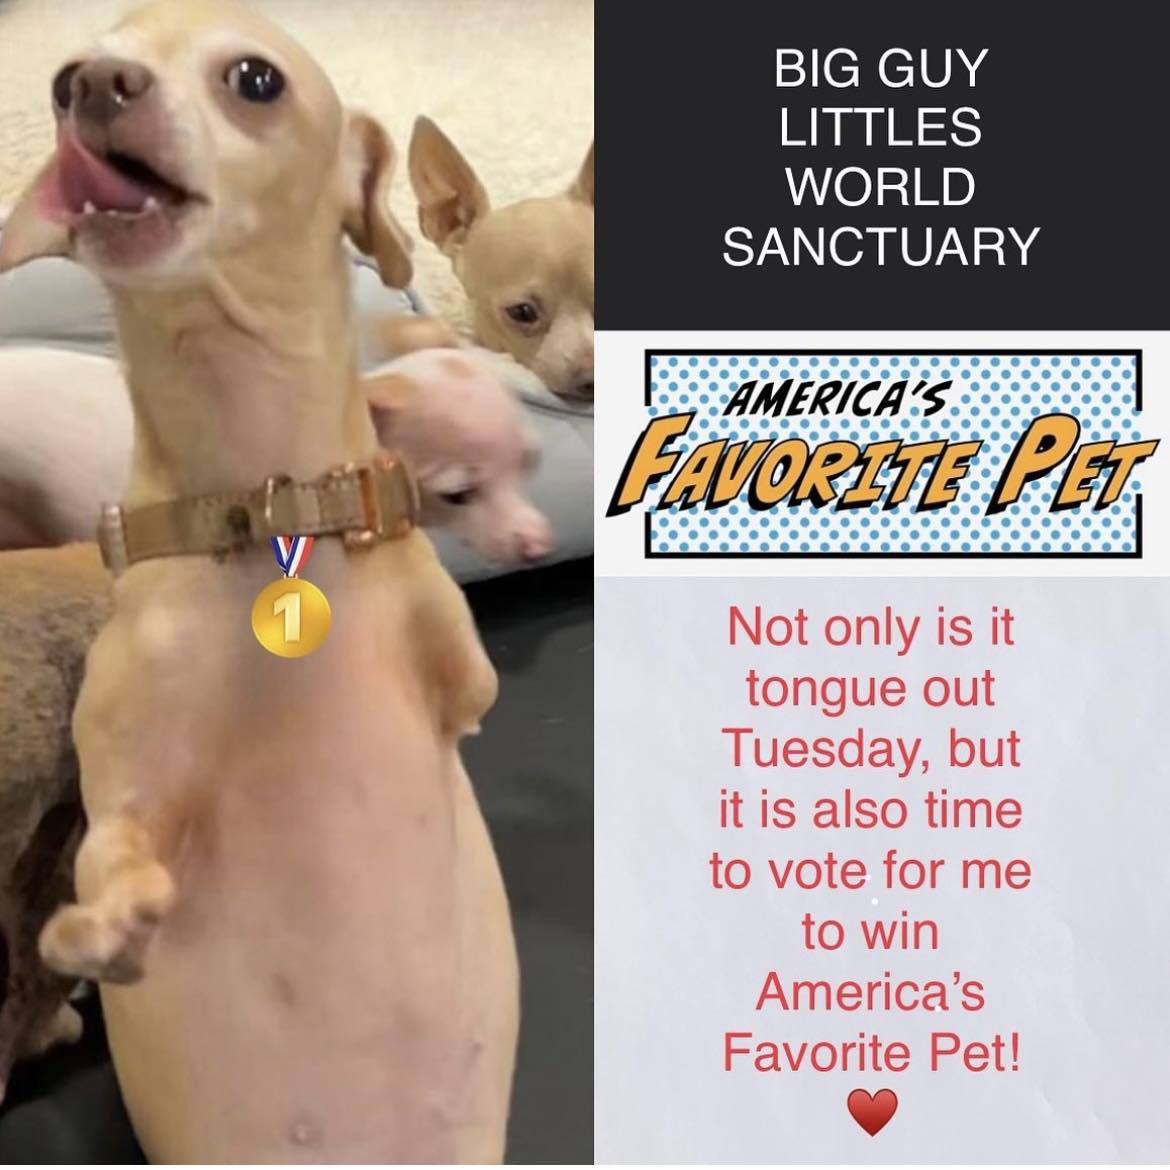 1
BIG GUY
LITTLES
WORLD
SANCTUARY
AMERICA'S
FAVORITE PET
Not only is it
tongue out
Tuesday, but
it is also time
to vote for me
to win
America’s
Favorite Pet!